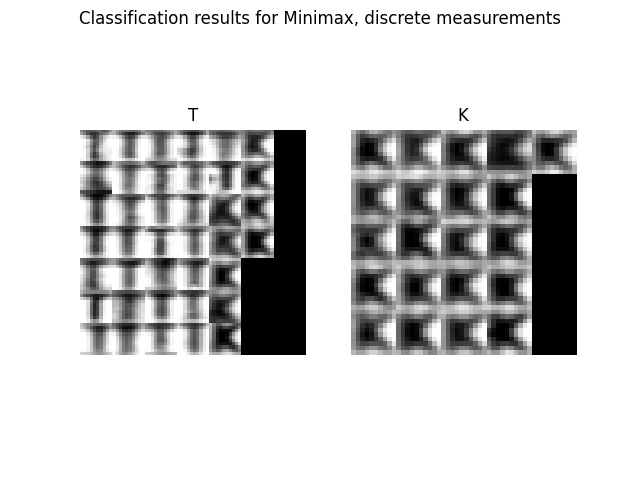 Classification results for Minimax, discrete measurements
T
K